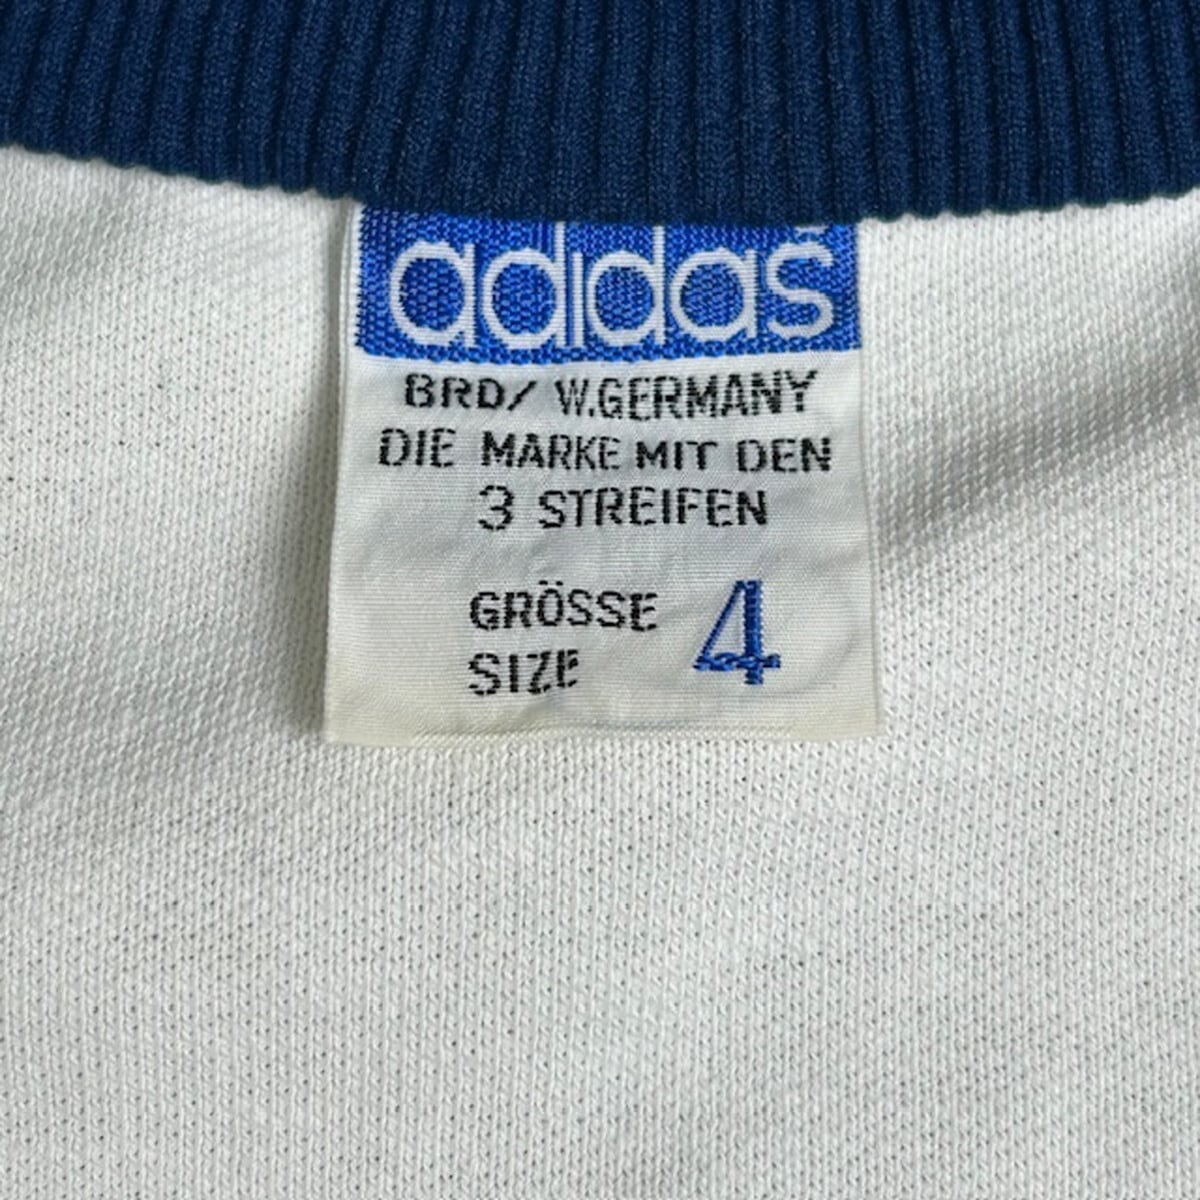 adidas
BRD/ W.GERMANY
DIE MARKE MIT DEN
3 STREIFEN
GRÖSSE 4
SIZE